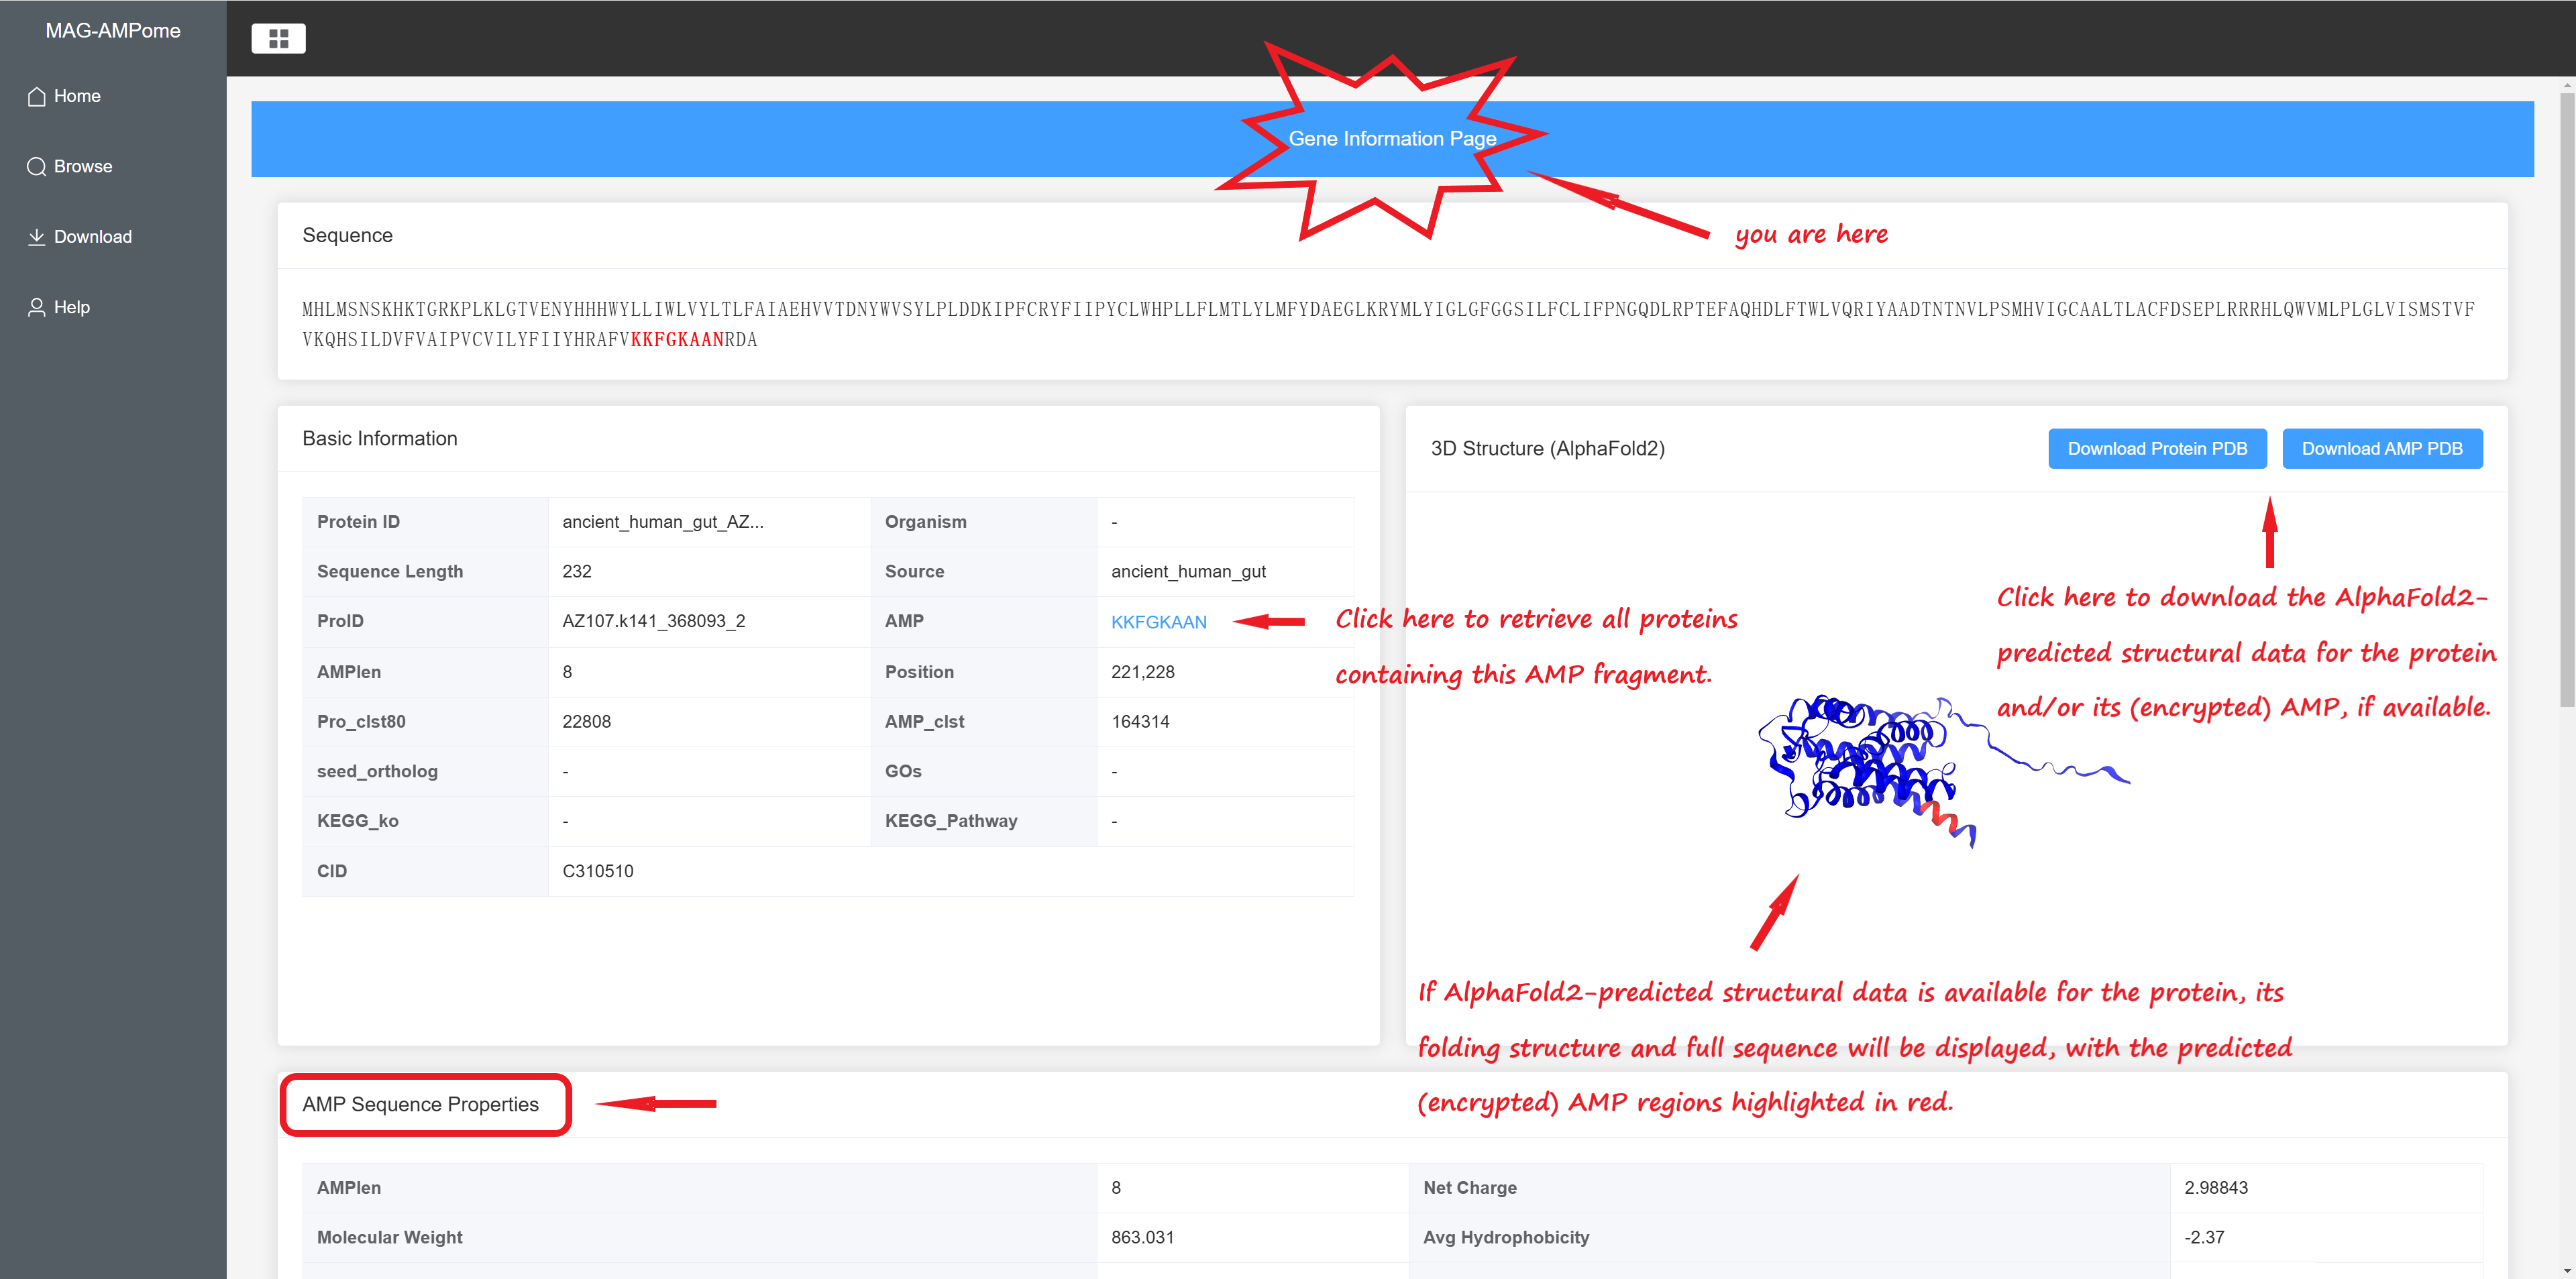 MAG-AMPome
Home
Browse
Download
Help
Gene Information Page
you are here
Sequence
MHLMSNSKHKTGRKPLKLGTVENYHHHWYLLIWLVYLTLFAIAEHVVTDNYWVSYLPLDDKIPFCRYFIIPYCLWHPLLFLMTLYLMFYDAEGLKRYMLYIGLGFGGSILFCLIFPNGQDLRPTEFAQHDLFTWLVQRIYAADTNTNVLPSMHVIGCAALTLACFDSEPLRRRHLQWVMLPLGLVISMSTVF
VKQHSILDVFVAIPVCVILYFIIYHRAFVKKFGKAANRDA
Basic Information
Protein ID ancient_human_gut_AZ... Organism -
Sequence Length 232 Source ancient_human_gut
ProID AZ107.k141_368093_2 AMP KKFGKAAN
AMPlen 8 Position 221,228
Pro_clst80 22808 AMP_clst 164314
seed_ortholog - GOs -
KEGG_ko - KEGG_Pathway -
CID C310510
Click here to retrieve all proteins
containing this AMP fragment.
3D Structure (AlphaFold2)
Download Protein PDB
Download AMP PDB
Click here to download the AlphaFold2-
predicted structural data for the protein
and/or its (encrypted) AMP, if available.
If AlphaFold2-predicted structural data is available for the protein, its
folding structure and full sequence will be displayed, with the predicted
(encrypted) AMP regions highlighted in red.
AMP Sequence Properties
AMPlen 8 Net Charge 2.98843
Molecular Weight 863.031 Avg Hydrophobicity -2.37